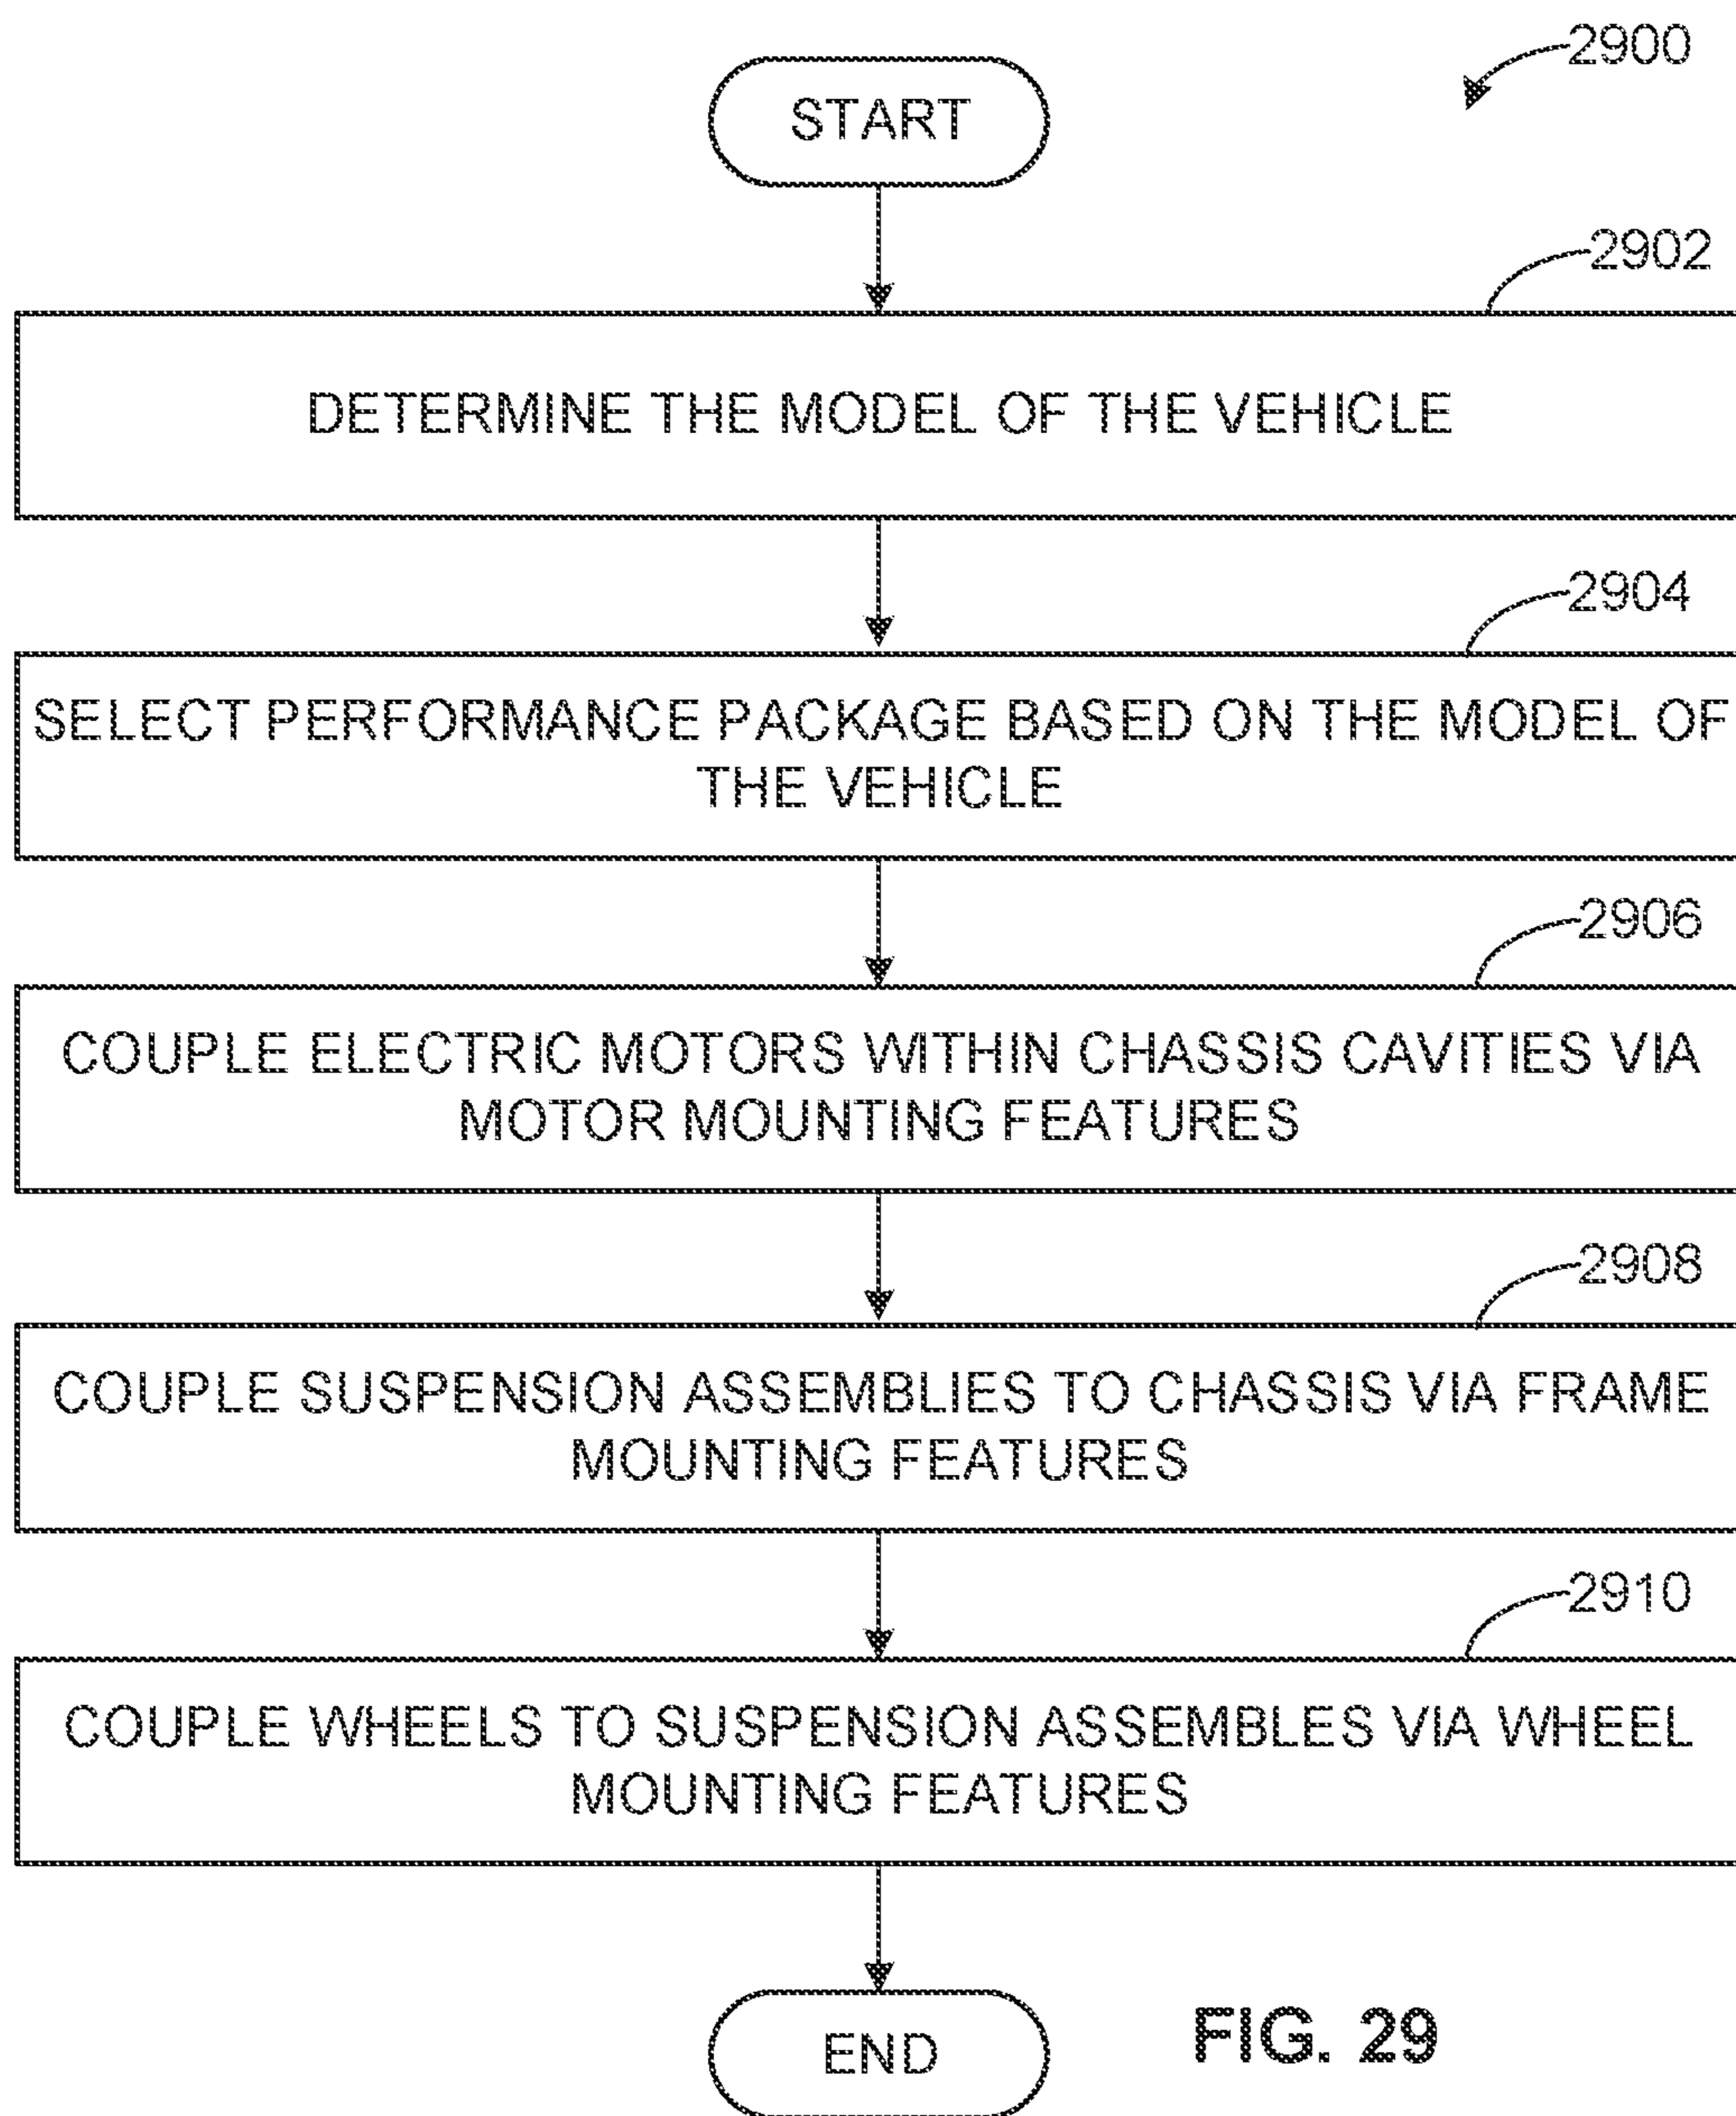 2900
START
2902
DETERMINE THE MODEL OF THE VEHICLE
2904
SELECT PERFORMANCE PACKAGE BASED ON THE MODEL OF
THE VEHICLE
2906
COUPLE ELECTRIC MOTORS WITHIN CHASSIS CAVITIES VIA
MOTOR MOUNTING FEATURES
2908
COUPLE SUSPENSION ASSEMBLIES TO CHASSIS VIA FRAME
MOUNTING FEATURES
2910
COUPLE WHEELS TO SUSPENSION ASSEMBLES VIA WHEEL
MOUNTING FEATURES
END
FIG. 29